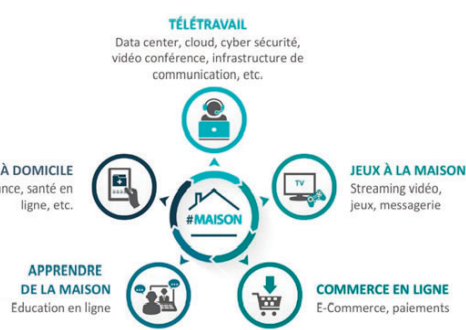 TÉLÉTRAVAIL
Data center, cloud, cyber sécurité,
vidéo conférence, infrastructure de
communication, etc.
À DOMICILE
santé en
ligne, etc.
JEUX À LA MAISON
Streaming vidéo,
jeux, messagerie
TV
#MAISON
APPRENDRE
DE LA MAISON
Education en ligne
COMMERCE EN LIGNE
E-Commerce, paiements